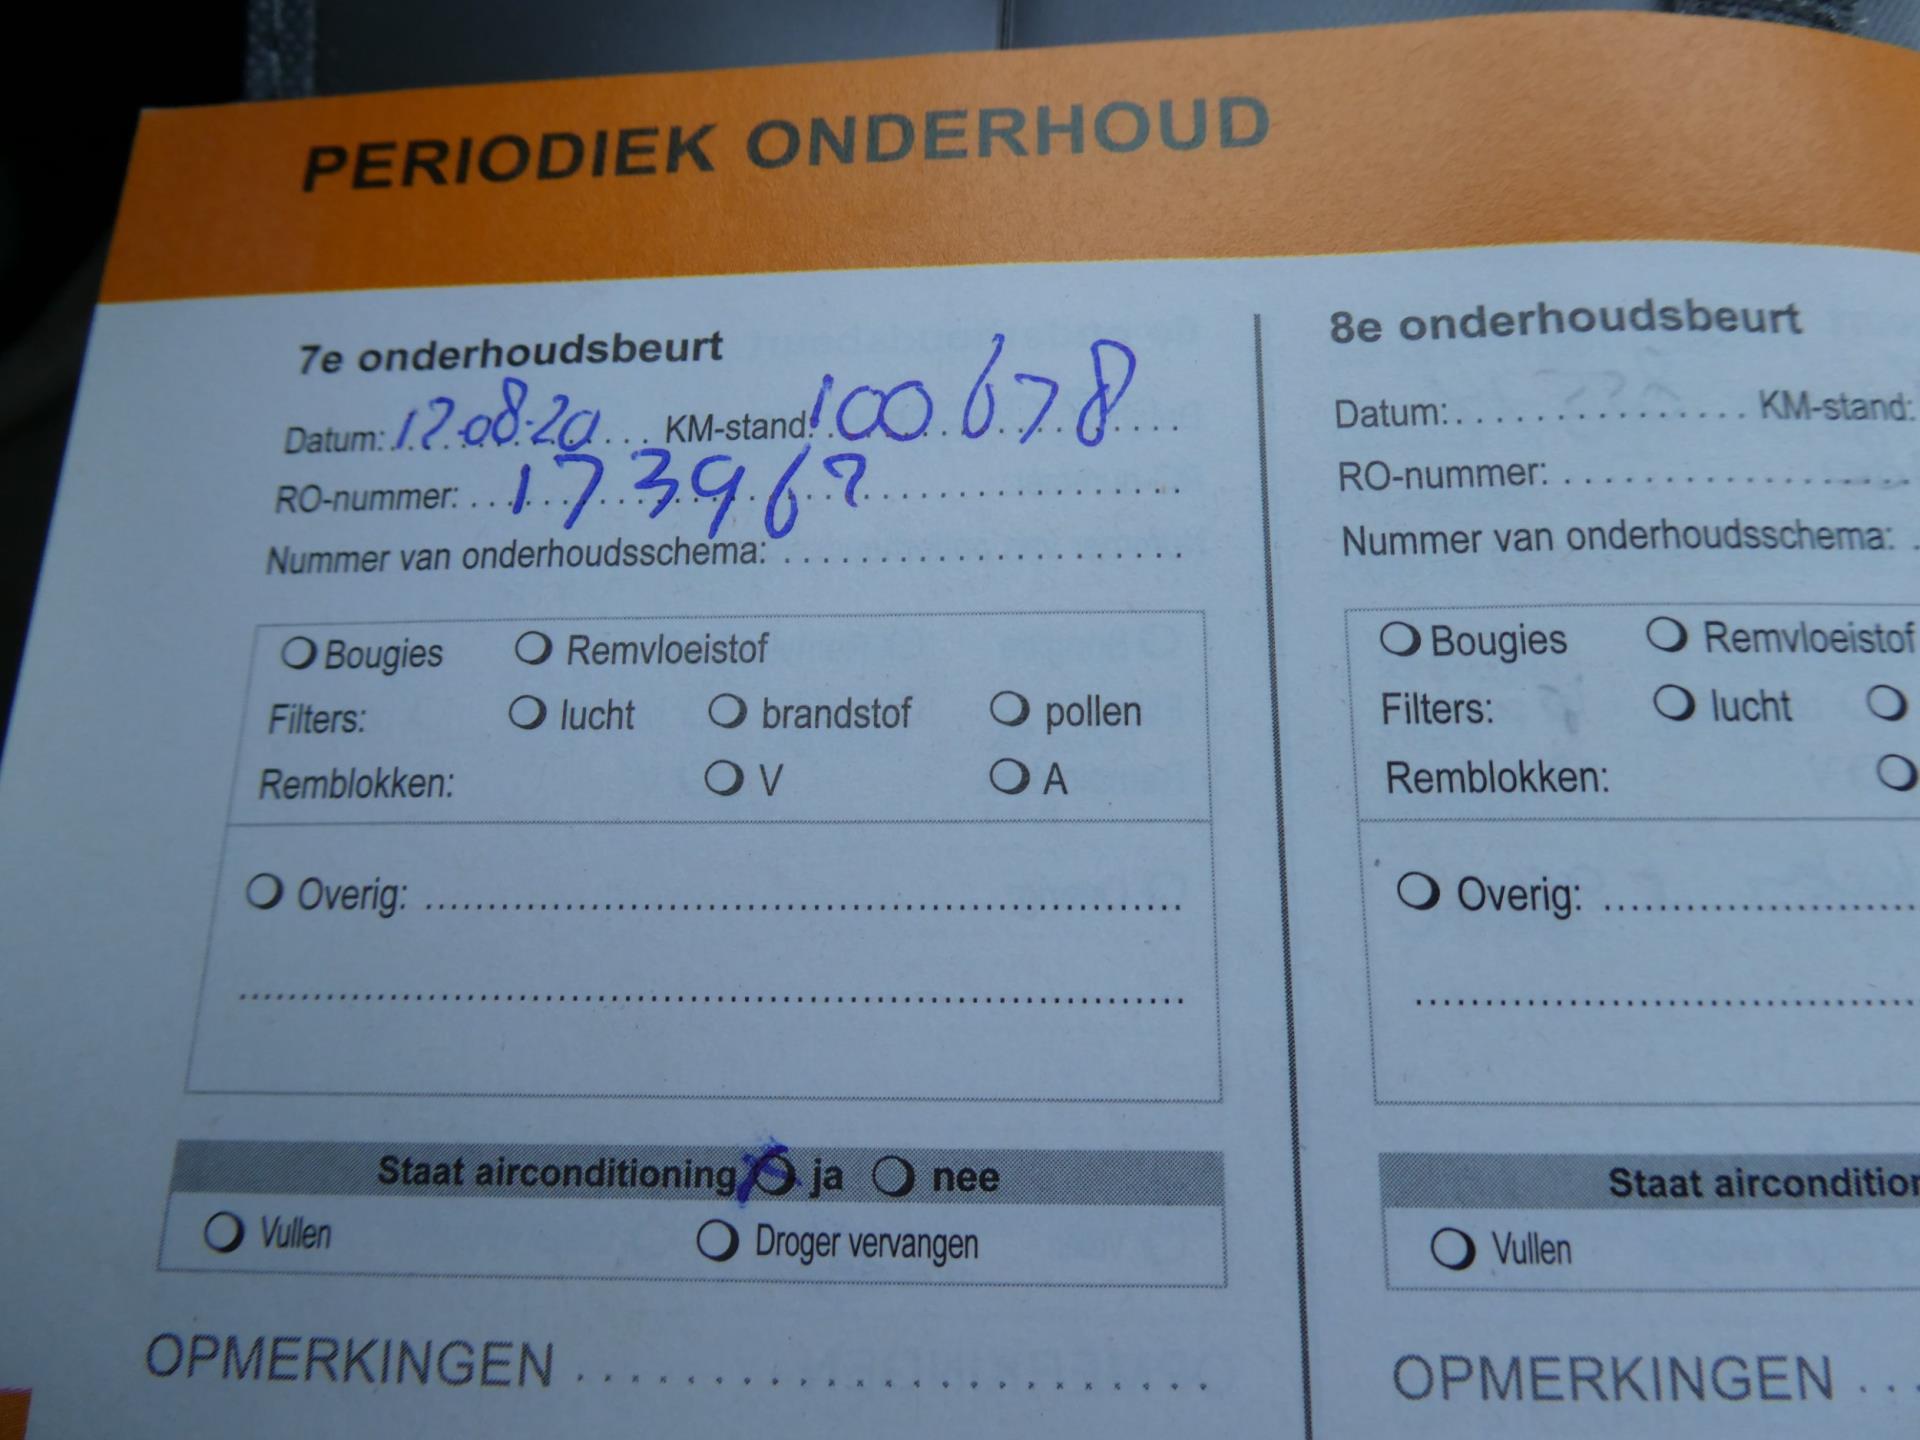 PERIODIEK ONDERHOUD
7e onderhoudsbeurt
Datum: 12-08-20 KM-stand: 100678
RO-nummer: 173967
Nummer van onderhoudsschema:
Bougies Remvloeistof
Filters: lucht brandstof pollen
Remblokken: V A
Overig:
Staat airconditioning ja nee
Vullen Droger vervangen
OPMERKINGEN
8e onderhoudsbeurt
Datum: KM-stand:
RO-nummer:
Nummer van onderhoudsschema:
Bougies Remvloeistof
Filters: lucht
Remblokken:
Overig:
Staat airconditior
Vullen
OPMERKINGEN